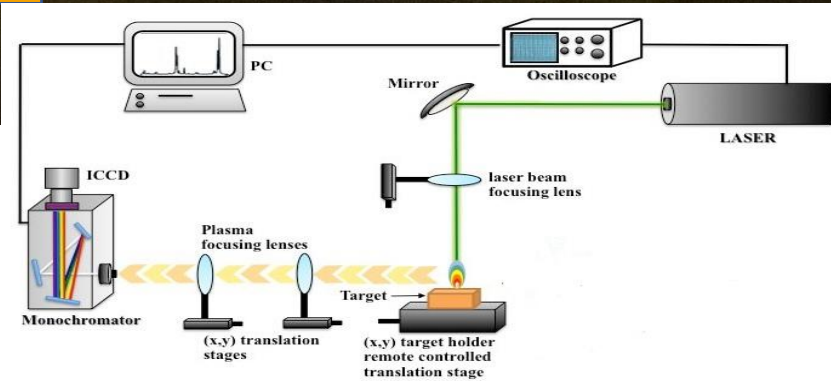 PC
Oscilloscope
Mirror
LASER
ICCD
laser beam
focusing lens
Plasma
focusing lenses
Target
Monochromator
(x,y) translation
stages
(x,y) target holder
remote controlled
translation stage